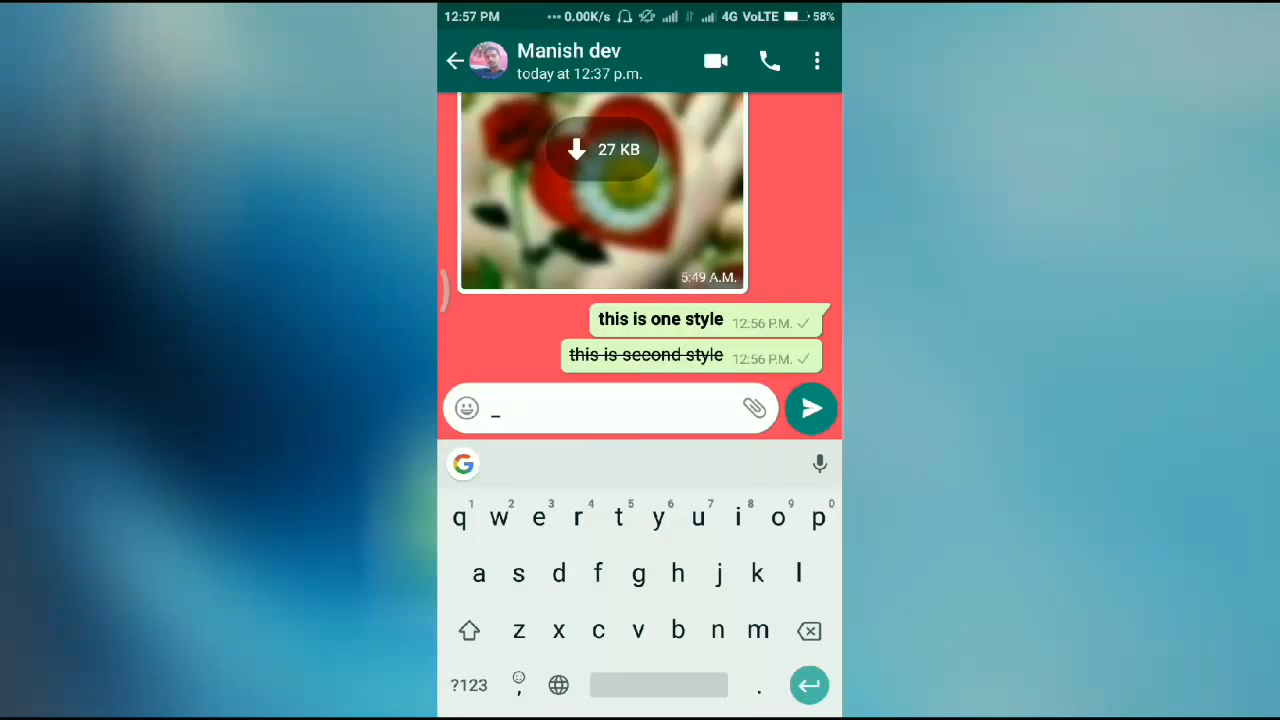 12:57 PM ... 0.00K/s 4G VoLTE 58%
Manish dev
today at 12:37 p.m.
27 KB
5:49 A.M.
this is one style 12:56 P.M.
this is second style 12:56 P.M.
_
G
1 2 3 4 5 6 7 8 9 0
q w e r t y u i o p
a s d f g h j k l
z x c v b n m
?123 , .